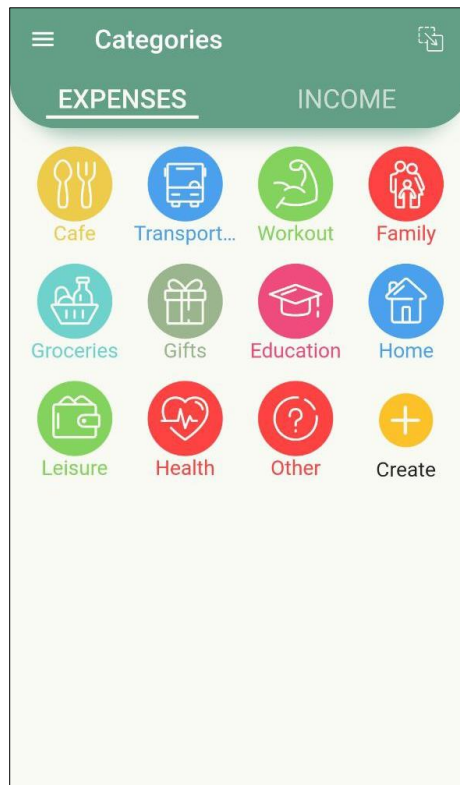 Categories
EXPENSES INCOME
Cafe Transport... Workout Family
Groceries Gifts Education Home
Leisure Health Other Create